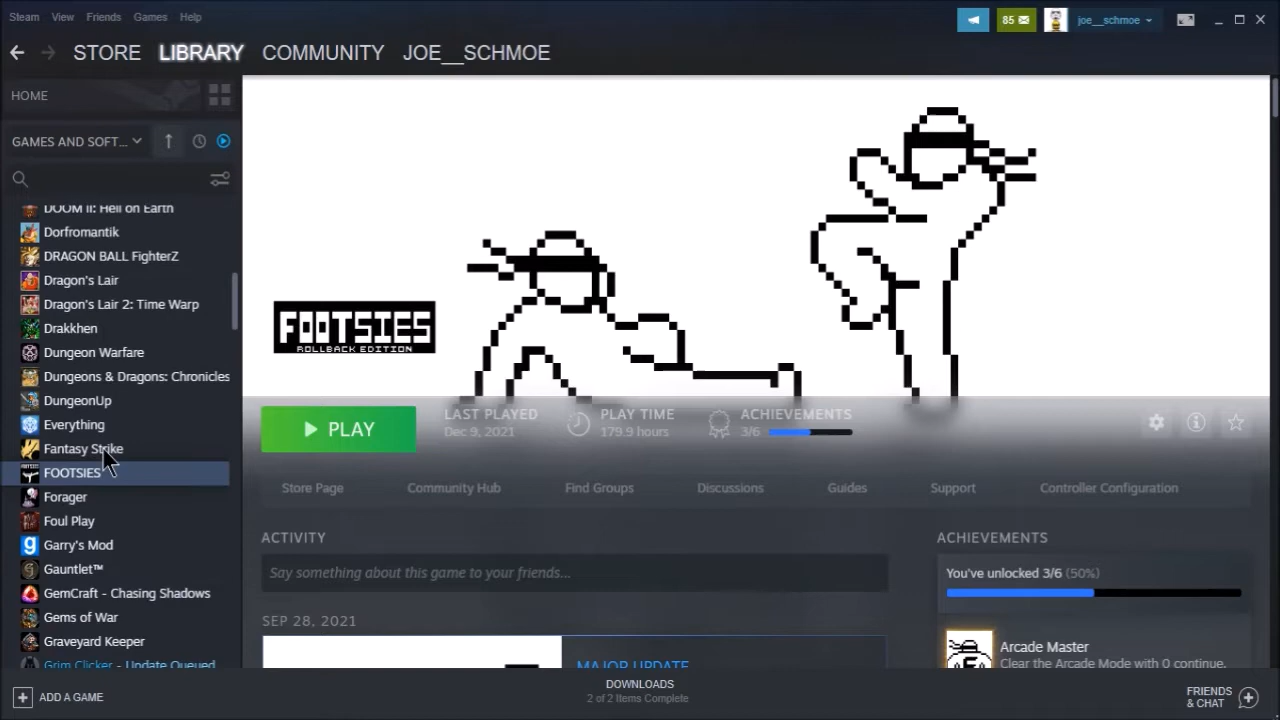 Steam View Friends Games Help
85
joe__schmoe
STORE LIBRARY COMMUNITY JOE__SCHMOE
HOME
GAMES AND SOFT...
DOOM II: Hell on Earth
Dorfromantik
DRAGON BALL FighterZ
Dragon's Lair
Dragon's Lair 2: Time Warp
Drakkhen
Dungeon Warfare
Dungeons & Dragons: Chronicles
DungeonUp
Everything
Fantasy Strike
FOOTSIES
Forager
Foul Play
Garry's Mod
Gauntlet™
GemCraft - Chasing Shadows
Gems of War
Graveyard Keeper
Grim Clicker - Update Queued
FOOTSIES
ROLLBACK EDITION
PLAY
LAST PLAYED
Dec 9, 2021
PLAY TIME
179.9 hours
ACHIEVEMENTS
3/6
Store Page Community Hub Find Groups Discussions Guides Support Controller Configuration
ACTIVITY
Say something about this game to your friends...
SEP 28, 2021
MAJOR UPDATE
ACHIEVEMENTS
You've unlocked 3/6 (50%)
Arcade Master
Clear the Arcade Mode with 0 continue.
ADD A GAME
DOWNLOADS
2 of 2 Items Complete
FRIENDS
& CHAT